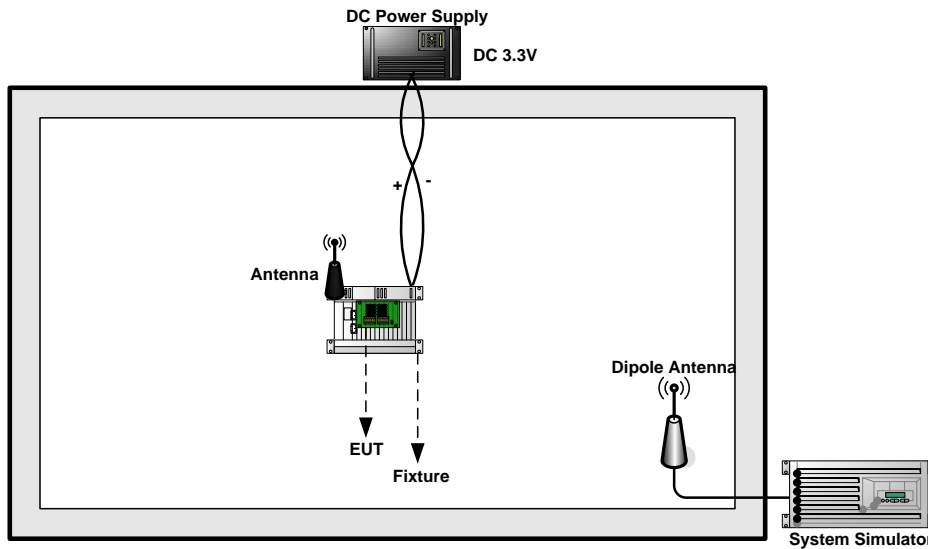 DC Power Supply
DC 3.3V
+ -
Antenna
Dipole Antenna
EUT
Fixture
System Simulator